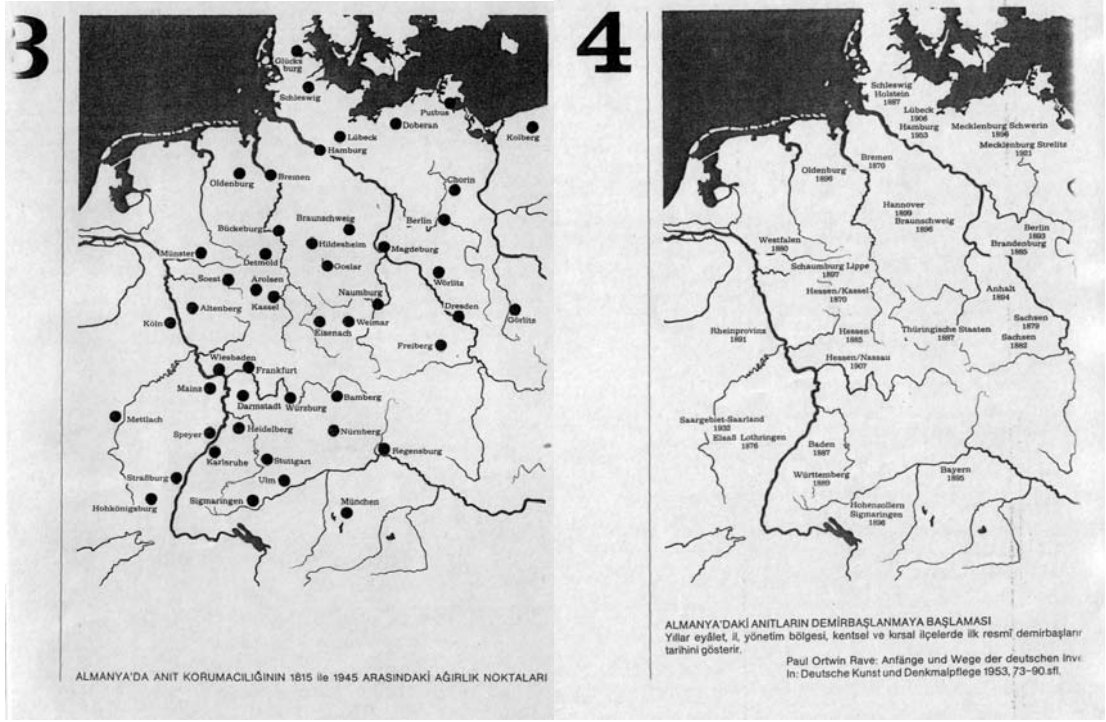 3
Glücks
burg
Schleswig
Putbus
Doberan
Kolberg
Lübeck
Hamburg
Oldenburg
Bremen
Chorin
Berlin
Braunschweig
Bückeburg
Hildesheim
Magdeburg
Münster
Detmold
Goslar
Wörlitz
Soest
Arolsen
Naumburg
Altenberg
Kassel
Dresden
Görlitz
Köln
Eisenach
Weimar
Freiberg
Wiesbaden
Frankfurt
Mainz
Darmstadt
Würzburg
Bamberg
Mettlach
Heidelberg
Speyer
Nürnberg
Karlsruhe
Regensburg
Stuttgart
Straßburg
Ulm
Sigmaringen
München
Hohkönigsburg
ALMANYA'DA ANIT KORUMACILIĞININ 1815 ile 1945 ARASINDAKİ AĞIRLIK NOKTALARI
4
Schleswig
Holstein
1887
Lübeck
1906
Hamburg
1953
Mecklenburg Schwerin
1896
Mecklenburg Strelitz
1921
Bremen
1870
Oldenburg
1896
Hannover
1899
Braunschweig
1896
Berlin
1893
Brandenburg
1885
Westfalen
1880
Schaumburg Lippe
1897
Hessen/Kassel
1870
Anhalt
1894
Sachsen
1879
Sachsen
1882
Rheinprovinz
1891
Hessen
1885
Thüringische Staaten
1887
Hessen/Nassau
1907
Saargebiet-Saarland
1932
Elsaß Lothringen
1876
Baden
1887
Württemberg
1889
Bayern
1895
Hohenzollern
Sigmaringen
1896
ALMANYA'DAKİ ANITLARIN DEMİRBAŞLANMAYA BAŞLAMASI
Yıllar eyâlet, il, yönetim bölgesi, kentsel ve kırsal ilçelerde ilk resmî demirbaşlanr
tarihini gösterir.
Paul Ortwin Rave: Anfänge und Wege der deutschen Inve
In: Deutsche Kunst und Denkmalpflege 1953, 73-90.sfl.